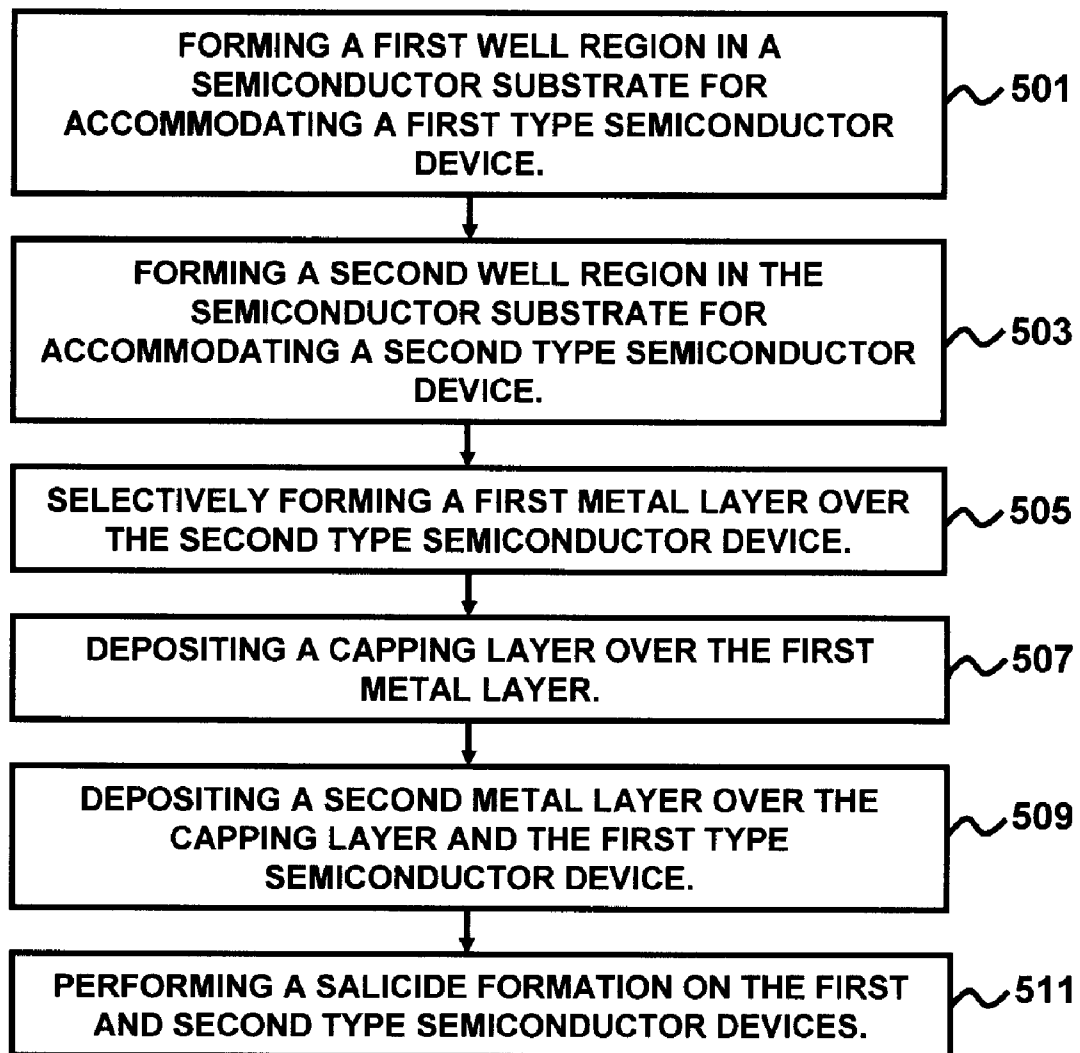 FORMING A FIRST WELL REGION IN A
SEMICONDUCTOR SUBSTRATE FOR
ACCOMMODATING A FIRST TYPE SEMICONDUCTOR
DEVICE.
501
FORMING A SECOND WELL REGION IN THE
SEMICONDUCTOR SUBSTRATE FOR
ACCOMMODATING A SECOND TYPE SEMICONDUCTOR
DEVICE.
503
SELECTIVELY FORMING A FIRST METAL LAYER OVER
THE SECOND TYPE SEMICONDUCTOR DEVICE.
505
DEPOSITING A CAPPING LAYER OVER THE FIRST
METAL LAYER.
507
DEPOSITING A SECOND METAL LAYER OVER THE
CAPPING LAYER AND THE FIRST TYPE
SEMICONDUCTOR DEVICE.
509
PERFORMING A SALICIDE FORMATION ON THE FIRST
AND SECOND TYPE SEMICONDUCTOR DEVICES.
511